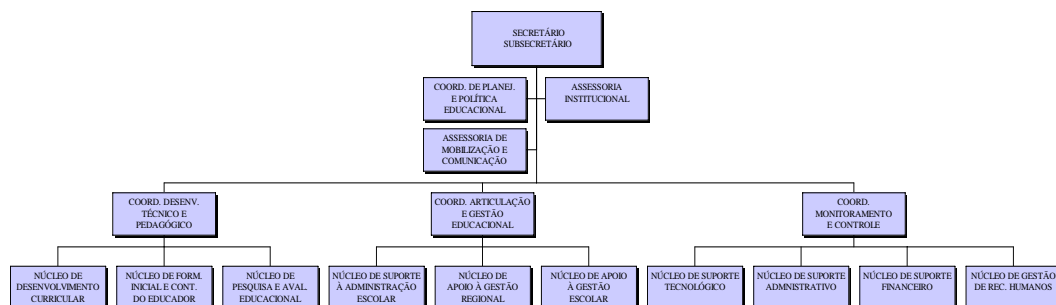 SECRETÁRIO
SUBSECRETÁRIO
COORD. DE PLANEJ.
E POLÍTICA
EDUCACIONAL
ASSESSORIA
INSTITUCIONAL
ASSESSORIA DE
MOBILIZAÇÃO E
COMUNICAÇÃO
COORD. DESENV.
TÉCNICO E
PEDAGÓGICO
COORD. ARTICULAÇÃO
E GESTÃO
EDUCACIONAL
COORD.
MONITORAMENTO
E CONTROLE
NÚCLEO DE
DESENVOLVIMENTO
CURRICULAR
NÚCLEO DE FORM.
INICIAL E CONT.
DO EDUCADOR
NÚCLEO DE
PESQUISA E AVAL.
EDUCACIONAL
NÚCLEO DE SUPORTE
À ADMINISTRAÇÃO
ESCOLAR
NÚCLEO DE
APOIO À GESTÃO
REGIONAL
NÚCLEO DE APOIO
À GESTÃO
ESCOLAR
NÚCLEO DE SUPORTE
TECNOLÓGICO
NÚCLEO DE SUPORTE
ADMNISTRATIVO
NÚCLEO DE SUPORTE
FINANCEIRO
NÚCLEO DE GESTÃO
DE REC. HUMANOS